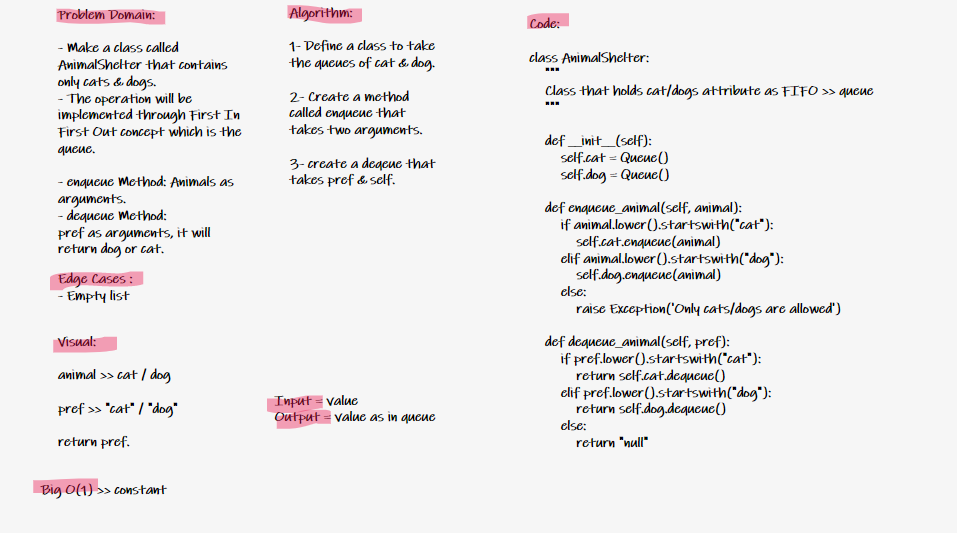 Problem Domain:
- Make a class called
AnimalShelter that contains
only cats & dogs.
- The operation will be
implemented through First In
First Out concept which is the
queue.
- enqueue Method: Animals as
arguments.
- dequeue Method:
pref as arguments, it will
return dog or cat.
Edge Cases :
- Empty list
Visual:
animal >> cat / dog
pref >> "cat" / "dog"
return pref.
Big O(1) >> constant
Algorithm:
1- Define a class to take
the queues of cat & dog.
2- Create a method
called enqueue that
takes two arguments.
3- create a deqeue that
takes pref & self.
Input = value
Output = value as in queue
Code:
class AnimalShelter:
"""
Class that holds cat/dogs attribute as FIFO >> queue
"""
def __init__(self):
self.cat = Queue()
self.dog = Queue()
def enqueue_animal(self, animal):
if animal.lower().startswith("cat"):
self.cat.enqueue(animal)
elif animal.lower().startswith("dog"):
self.dog.enqueue(animal)
else:
raise Exception('Only cats/dogs are allowed')
def dequeue_animal(self, pref):
if pref.lower().startswith("cat"):
return self.cat.dequeue()
elif pref.lower().startswith("dog"):
return self.dog.dequeue()
else:
return "null"